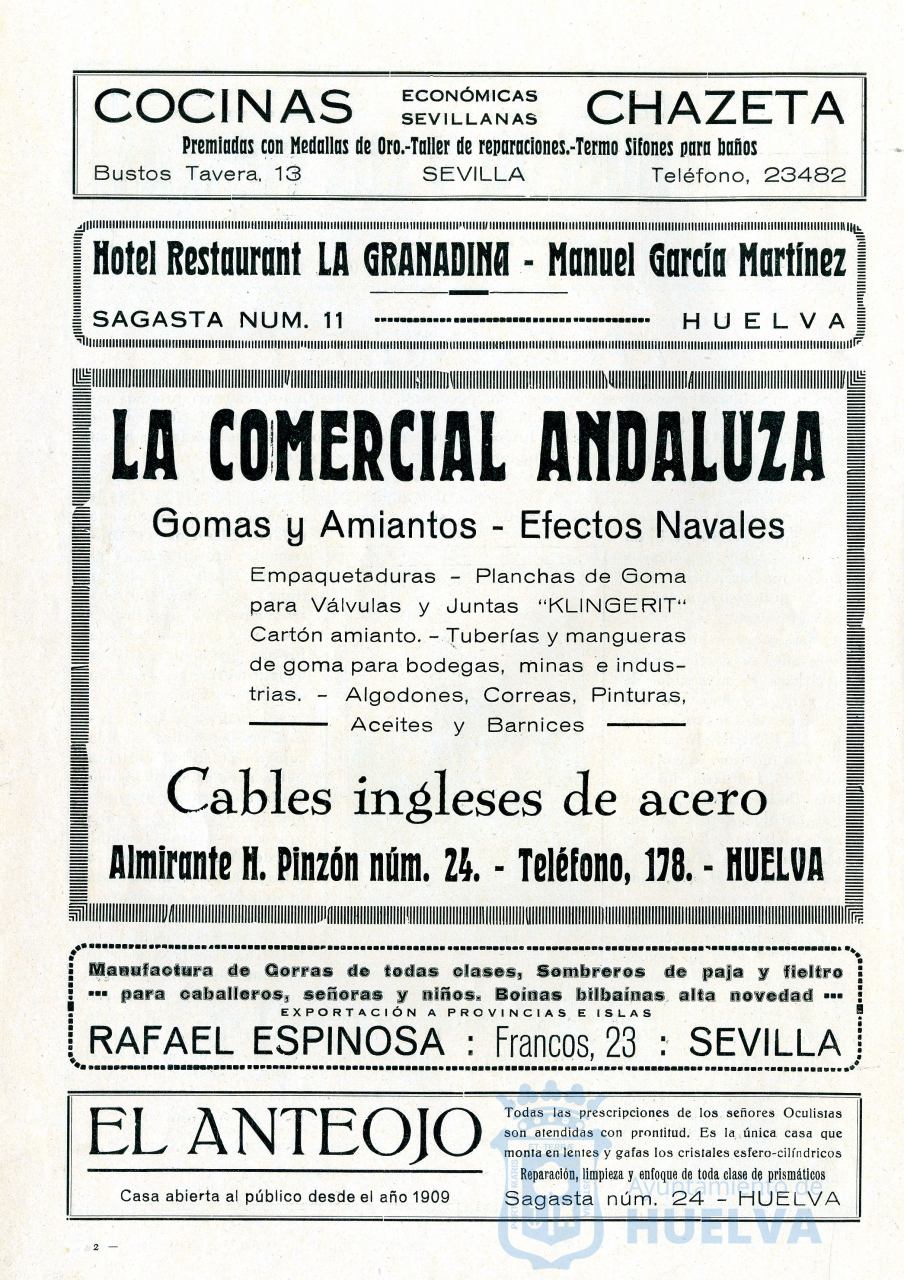 COCINAS ECONÓMICAS SEVILLANAS CHAZETA
Premiadas con Medallas de Oro.-Taller de reparaciones.-Termo Sifones para baños
Bustos Tavera, 13 SEVILLA Teléfono, 23482
Hotel Restaurant LA GRANADINA - Manuel García Martínez
SAGASTA NUM. 11 HUELVA
LA COMERCIAL ANDALUZA
Gomas y Amiantos - Efectos Navales
Empaquetaduras - Planchas de Goma
para Válvulas y Juntas "KLINGERIT"
Cartón amianto. - Tuberías y mangueras
de goma para bodegas, minas e indus-
trias. - Algodones, Correas, Pinturas,
Aceites y Barnices
Cables ingleses de acero
Almirante H. Pinzón núm. 24. - Teléfono, 178. - HUELVA
Manufactura de Gorras de todas clases, Sombreros de paja y fieltro
para caballeros, señoras y niños. Boinas bilbaínas alta novedad
EXPORTACIÓN A PROVINCIAS E ISLAS
RAFAEL ESPINOSA : Francos, 23 : SEVILLA
EL ANTEOJO
Casa abierta al público desde el año 1909
Todas las prescripciones de los señores Oculistas
son atendidas con prontitud. Es la única casa que
monta en lentes y gafas los cristales esfero-cilíndricos
Reparación, limpieza y enfoque de toda clase de prismáticos
Sagasta núm. 24 - HUELVA
Ayuntamiento de
HUELVA
2 —